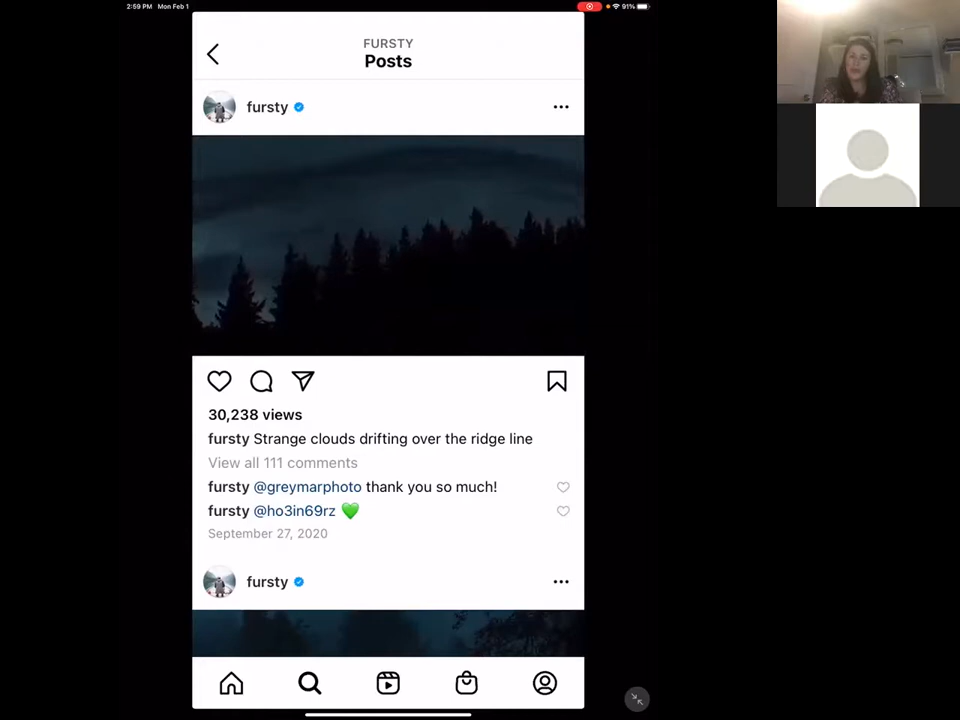 2:59 PM Mon Feb 1
91%
FURSTY
Posts
fursty
30,238 views
fursty Strange clouds drifting over the ridge line
View all 111 comments
fursty @greymarphoto thank you so much!
fursty @ho3in69rz 💚
September 27, 2020
fursty